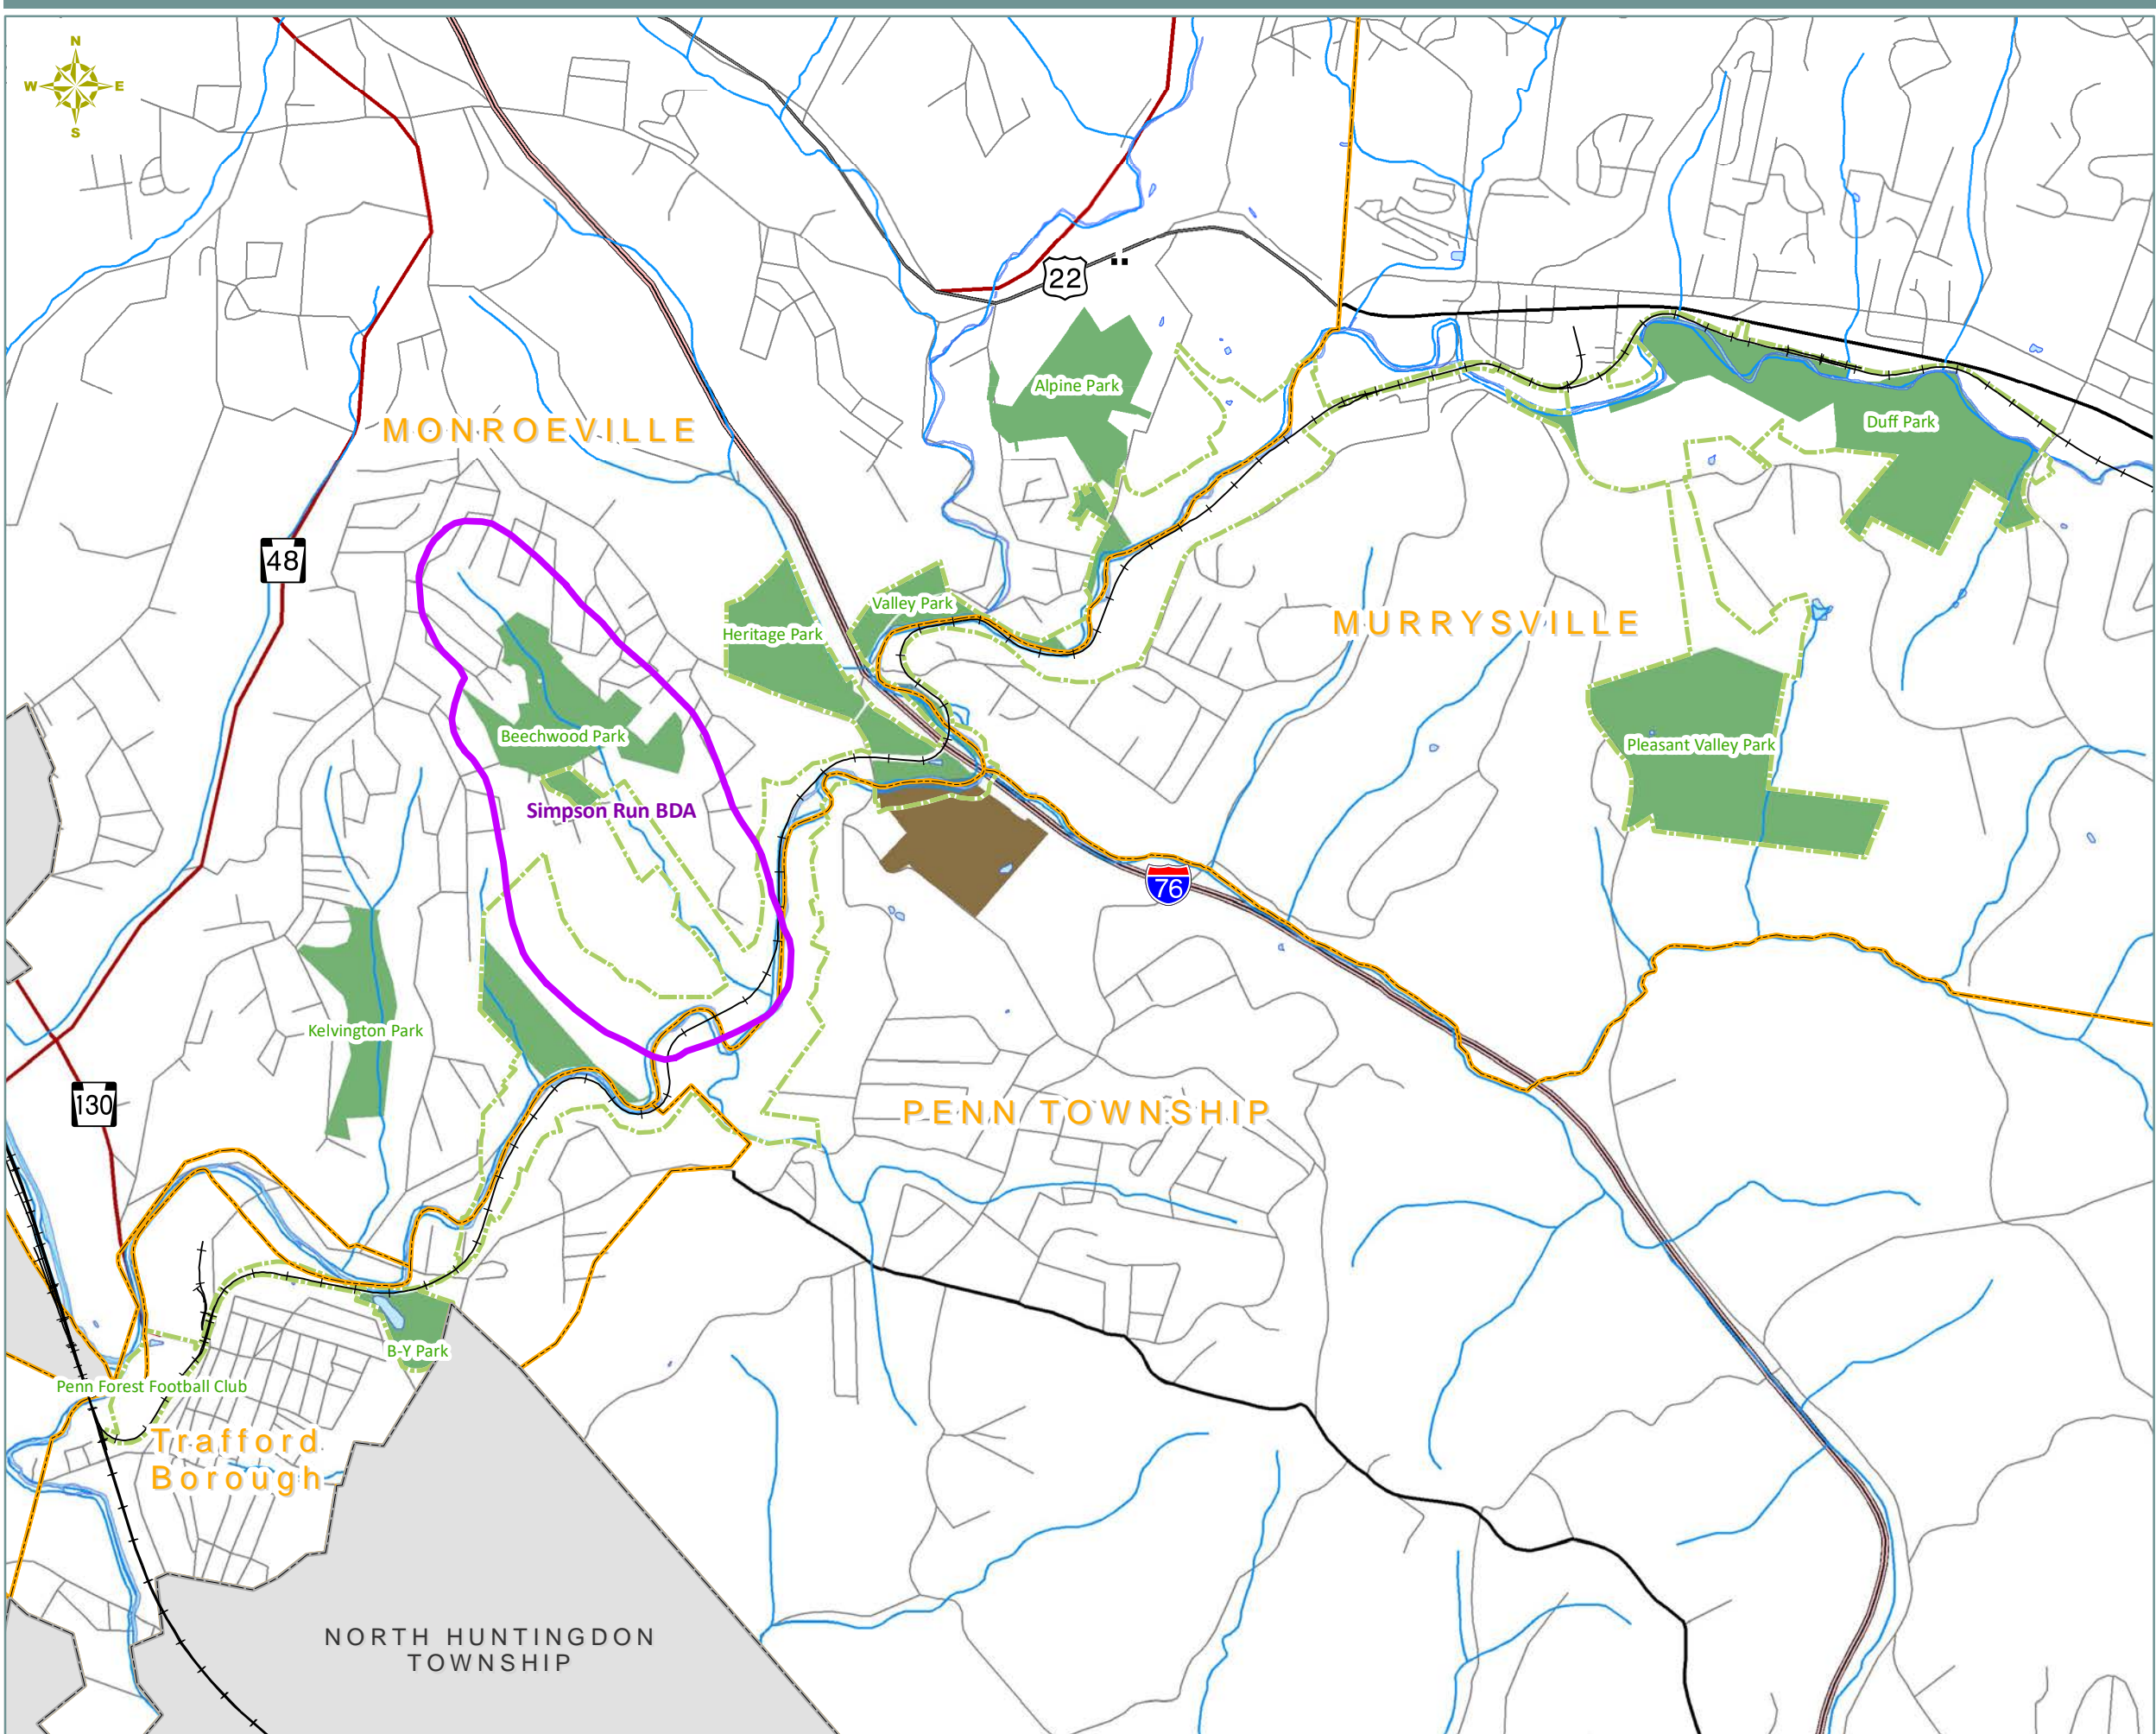 N
W E
S
22
Alpine Park
Duff Park
MONROEVILLE
48
Valley Park
Heritage Park
MURRYSVILLE
Beechwood Park
Pleasant Valley Park
Simpson Run BDA
76
Kelvington Park
130
PENN TOWNSHIP
B-Y Park
Penn Forest Football Club
Trafford
Borough
NORTH HUNTINGDON
TOWNSHIP